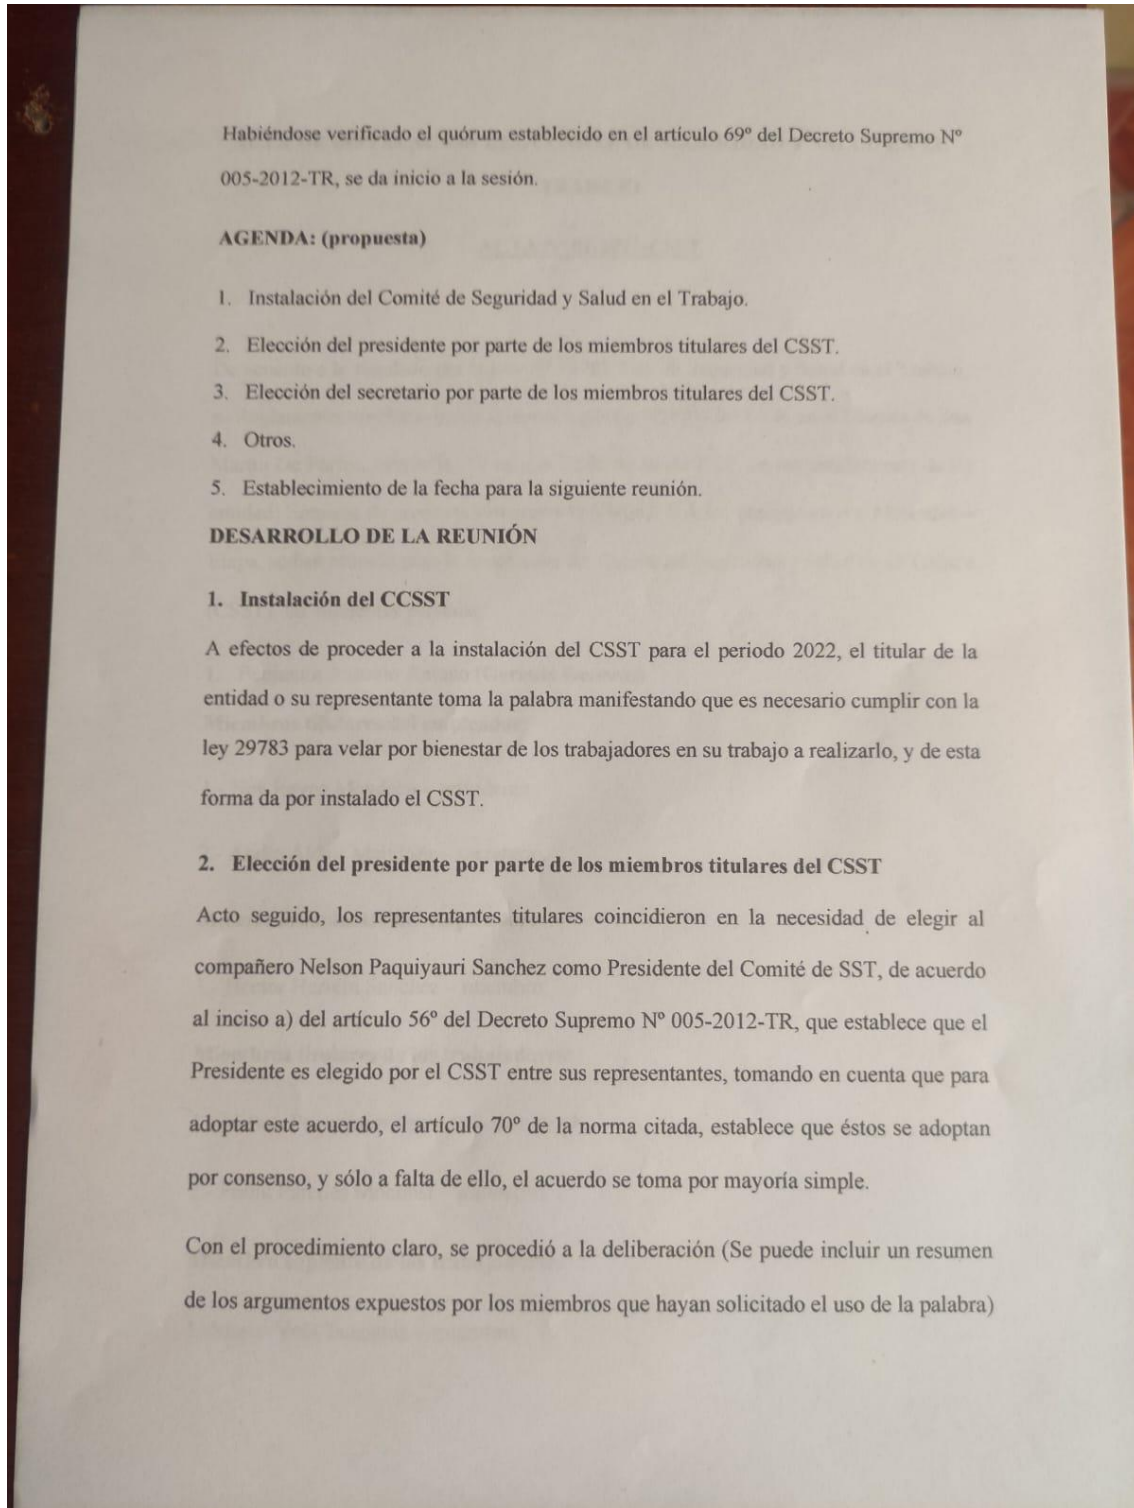 Habiéndose verificado el quórum establecido en el artículo 69º del Decreto Supremo Nº
005-2012-TR, se da inicio a la sesión.
AGENDA: (propuesta)
1. Instalación del Comité de Seguridad y Salud en el Trabajo.
2. Elección del presidente por parte de los miembros titulares del CSST.
3. Elección del secretario por parte de los miembros titulares del CSST.
4. Otros.
5. Establecimiento de la fecha para la siguiente reunión.
DESARROLLO DE LA REUNIÓN
1. Instalación del CCSST
A efectos de proceder a la instalación del CSST para el periodo 2022, el titular de la
entidad o su representante toma la palabra manifestando que es necesario cumplir con la
ley 29783 para velar por bienestar de los trabajadores en su trabajo a realizarlo, y de esta
forma da por instalado el CSST.
2. Elección del presidente por parte de los miembros titulares del CSST
Acto seguido, los representantes titulares coincidieron en la necesidad de elegir al
compañero Nelson Paquiyauri Sanchez como Presidente del Comité de SST, de acuerdo
al inciso a) del artículo 56º del Decreto Supremo Nº 005-2012-TR, que establece que el
Presidente es elegido por el CSST entre sus representantes, tomando en cuenta que para
adoptar este acuerdo, el artículo 70º de la norma citada, establece que éstos se adoptan
por consenso, y sólo a falta de ello, el acuerdo se toma por mayoría simple.
Con el procedimiento claro, se procedió a la deliberación (Se puede incluir un resumen
de los argumentos expuestos por los miembros que hayan solicitado el uso de la palabra)